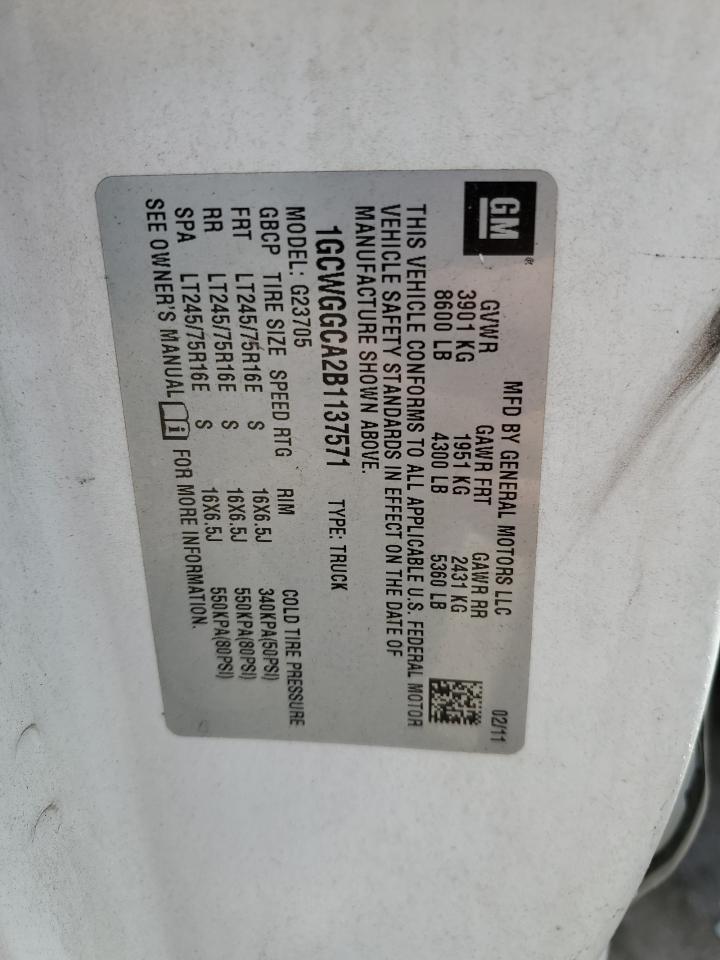 GM
MFD BY GENERAL MOTORS LLC 02/11
GVWR GAWR FRT GAWR RR
3901 KG 1951 KG 2431 KG
8600 LB 4300 LB 5360 LB
THIS VEHICLE CONFORMS TO ALL APPLICABLE U.S. FEDERAL MOTOR
VEHICLE SAFETY STANDARDS IN EFFECT ON THE DATE OF
MANUFACTURE SHOWN ABOVE.
1GCWGGCA2B1137571 TYPE: TRUCK
MODEL: G23705
GBCP TIRE SIZE SPEED RTG RIM COLD TIRE PRESSURE
FRT LT245/75R16E S 16X6.5J 340KPA(50PSI)
RR LT245/75R16E S 16X6.5J 550KPA(80PSI)
SPA LT245/75R16E S 16X6.5J 550KPA(80PSI)
SEE OWNER'S MANUAL i FOR MORE INFORMATION.